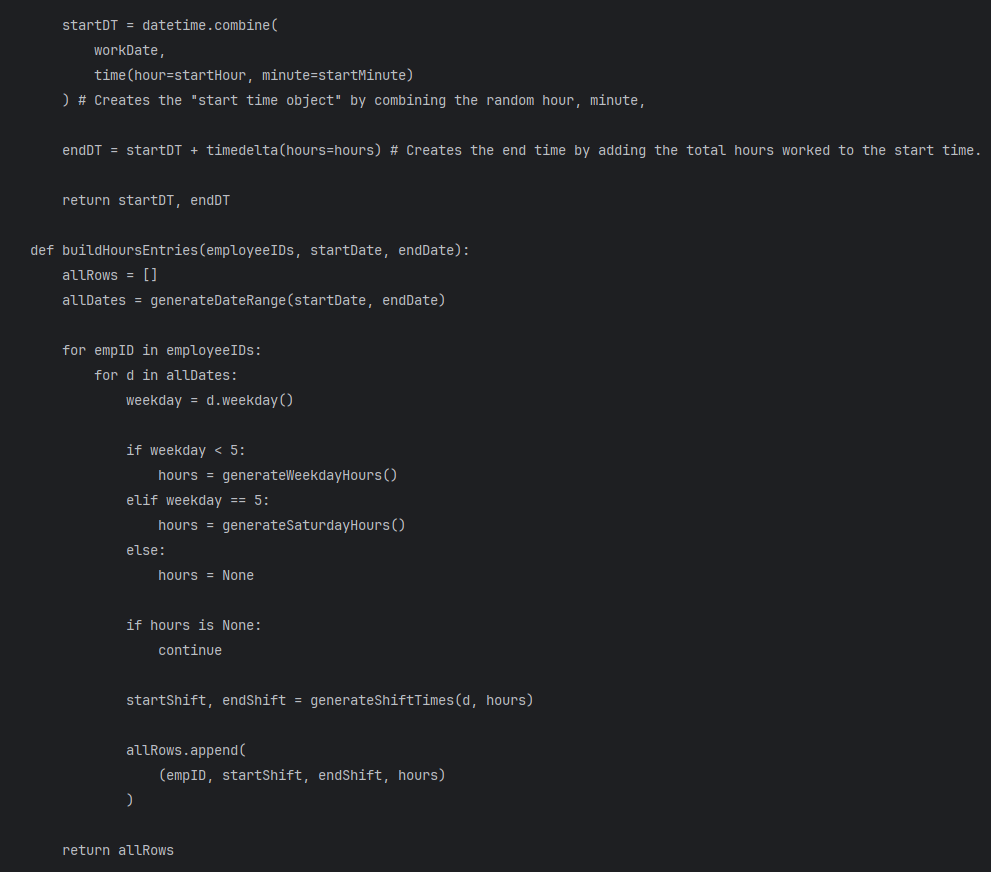 startDT = datetime.combine(
workDate,
time(hour=startHour, minute=startMinute)
) # Creates the "start time object" by combining the random hour, minute,
endDT = startDT + timedelta(hours=hours) # Creates the end time by adding the total hours worked to the start time.
return startDT, endDT
def buildHoursEntries(employeeIDs, startDate, endDate):
allRows = []
allDates = generateDateRange(startDate, endDate)
for empID in employeeIDs:
for d in allDates:
weekday = d.weekday()
if weekday < 5:
hours = generateWeekdayHours()
elif weekday == 5:
hours = generateSaturdayHours()
else:
hours = None
if hours is None:
continue
startShift, endShift = generateShiftTimes(d, hours)
allRows.append(
(empID, startShift, endShift, hours)
)
return allRows